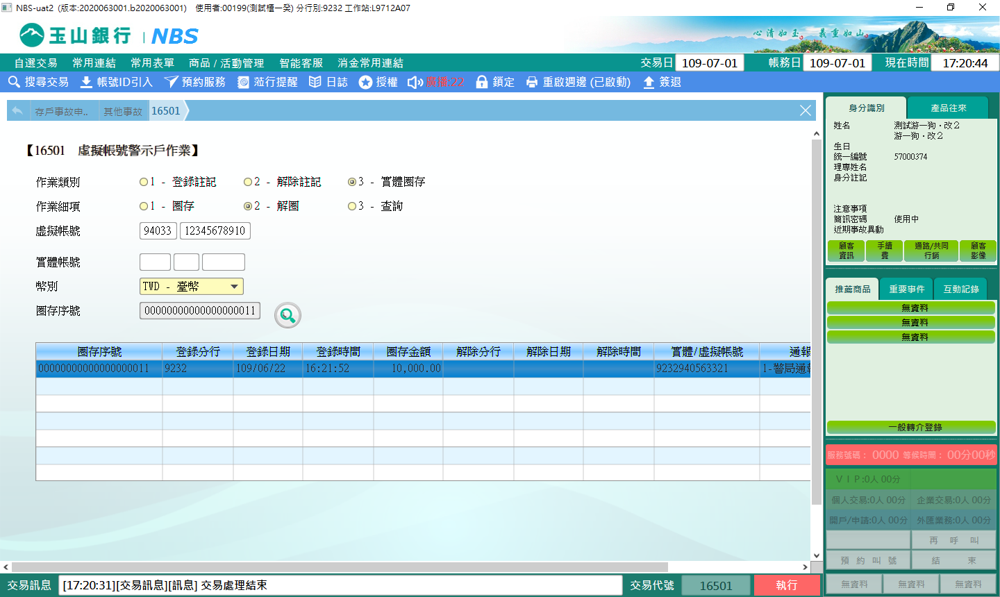 NBS-uat2 (版本:2020063001.b2020063001) 使用者:00199(測試櫃一癸) 分行別:9232 工作站:L9712A07
玉山銀行 | NBS
心清如玉。義重如山。
自選交易 常用連結 常用表單 商品 / 活動管理 智能客服 消金常用連結 交易日 109-07-01 帳務日 109-07-01 現在時間 17:20:44
搜尋交易 帳號ID引入 預約服務 蒞行提醒 日誌 授權 廣播:22 鎖定 重啟週邊 (已啟動) 簽退
存戶事故申.. 其他事故 16501
【16501 虛擬帳號警示戶作業】
作業類別 1 - 登錄註記 2 - 解除註記 3 - 實體圈存
作業細項 1 - 圈存 2 - 解圈 3 - 查詢
虛擬帳號 94033 12345678910
實體帳號
幣別 TWD - 臺幣
圈存序號 00000000000000000011
圈存序號 登錄分行 登錄日期 登錄時間 圈存金額 解除分行 解除日期 解除時間 實體/虛擬帳號 通報
00000000000000000011 9232 109/06/22 16:21:52 10,000.00 9232940563321 1-警局通報
身分識別 產品往來
姓名 測試游一狗・改2
游一狗・改2
生日
統一編號 57000374
理專姓名
身分註記
注意事項
簡訊密碼 使用中
近期事故異動
顧客資訊 手續費 通路/共同行銷 顧客影像
推薦商品 重要事件 互動記錄
無資料
無資料
無資料
一般轉介登錄
服務號碼： 0000 等候時間： 00分00秒
ＶＩＰ:0人 00分
個人交易:0人 00分 企業交易:0人 00分
開戶/申請:0人 00分 外匯業務:0人 00分
再 呼 叫
預 約 叫 號 結 束
無資料 無資料 無資料
交易訊息 [17:20:31][交易訊息][訊息] 交易處理結束 交易代號 16501 執行